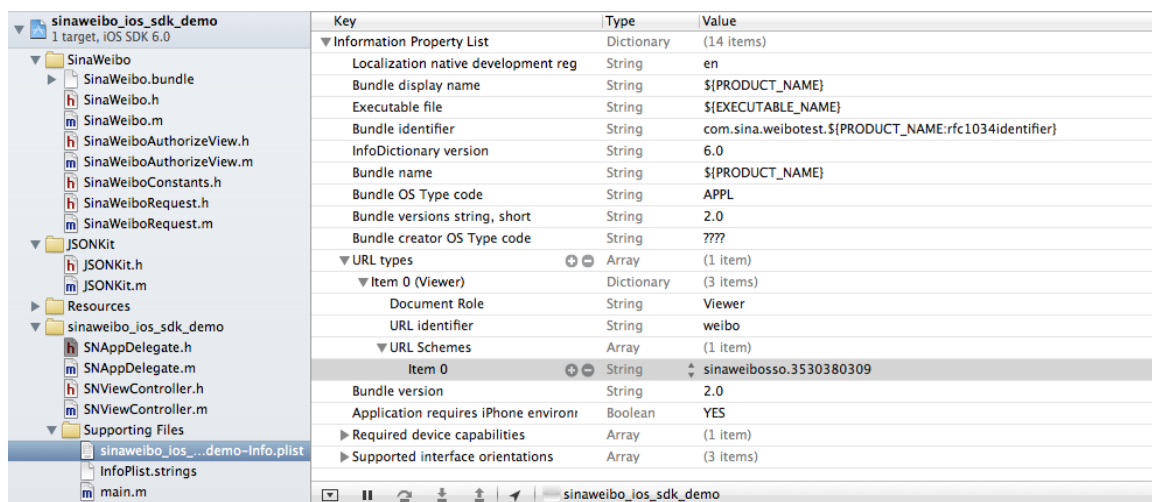 sinaweibo_ios_sdk_demo
1 target, iOS SDK 6.0
SinaWeibo
SinaWeibo.bundle
h SinaWeibo.h
m SinaWeibo.m
h SinaWeiboAuthorizeView.h
m SinaWeiboAuthorizeView.m
h SinaWeiboConstants.h
h SinaWeiboRequest.h
m SinaWeiboRequest.m
JSONKit
h JSONKit.h
m JSONKit.m
Resources
sinaweibo_ios_sdk_demo
h SNAppDelegate.h
m SNAppDelegate.m
h SNViewController.h
m SNViewController.m
Supporting Files
sinaweibo_ios_...demo-Info.plist
InfoPlist.strings
m main.m
Key Type Value
Information Property List Dictionary (14 items)
Localization native development reg String en
Bundle display name String ${PRODUCT_NAME}
Executable file String ${EXECUTABLE_NAME}
Bundle identifier String com.sina.weibotest.${PRODUCT_NAME:rfc1034identifier}
InfoDictionary version String 6.0
Bundle name String ${PRODUCT_NAME}
Bundle OS Type code String APPL
Bundle versions string, short String 2.0
Bundle creator OS Type code String ????
URL types Array (1 item)
Item 0 (Viewer) Dictionary (3 items)
Document Role String Viewer
URL identifier String weibo
URL Schemes Array (1 item)
Item 0 String sinaweibosso.3530380309
Bundle version String 2.0
Application requires iPhone environ Boolean YES
Required device capabilities Array (1 item)
Supported interface orientations Array (3 items)
sinaweibo_ios_sdk_demo